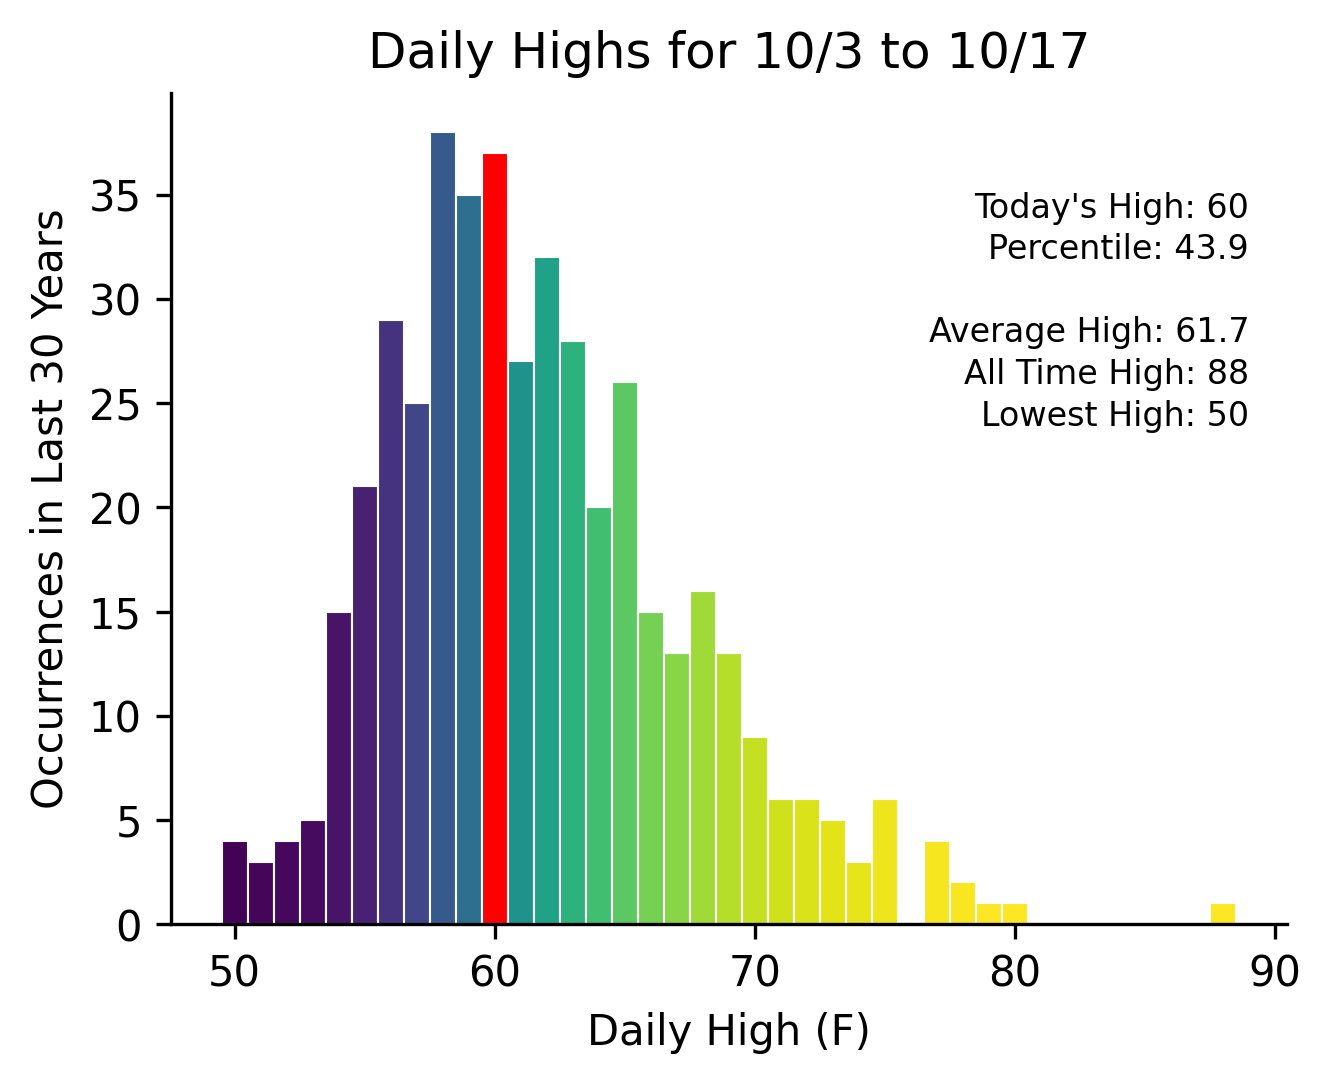 Daily Highs for 10/3 to 10/17
Occurrences in Last 30 Years
35
30
25
20
15
10
5
0
Today's High: 60
Percentile: 43.9
Average High: 61.7
All Time High: 88
Lowest High: 50
50 60 70 80 90
Daily High (F)